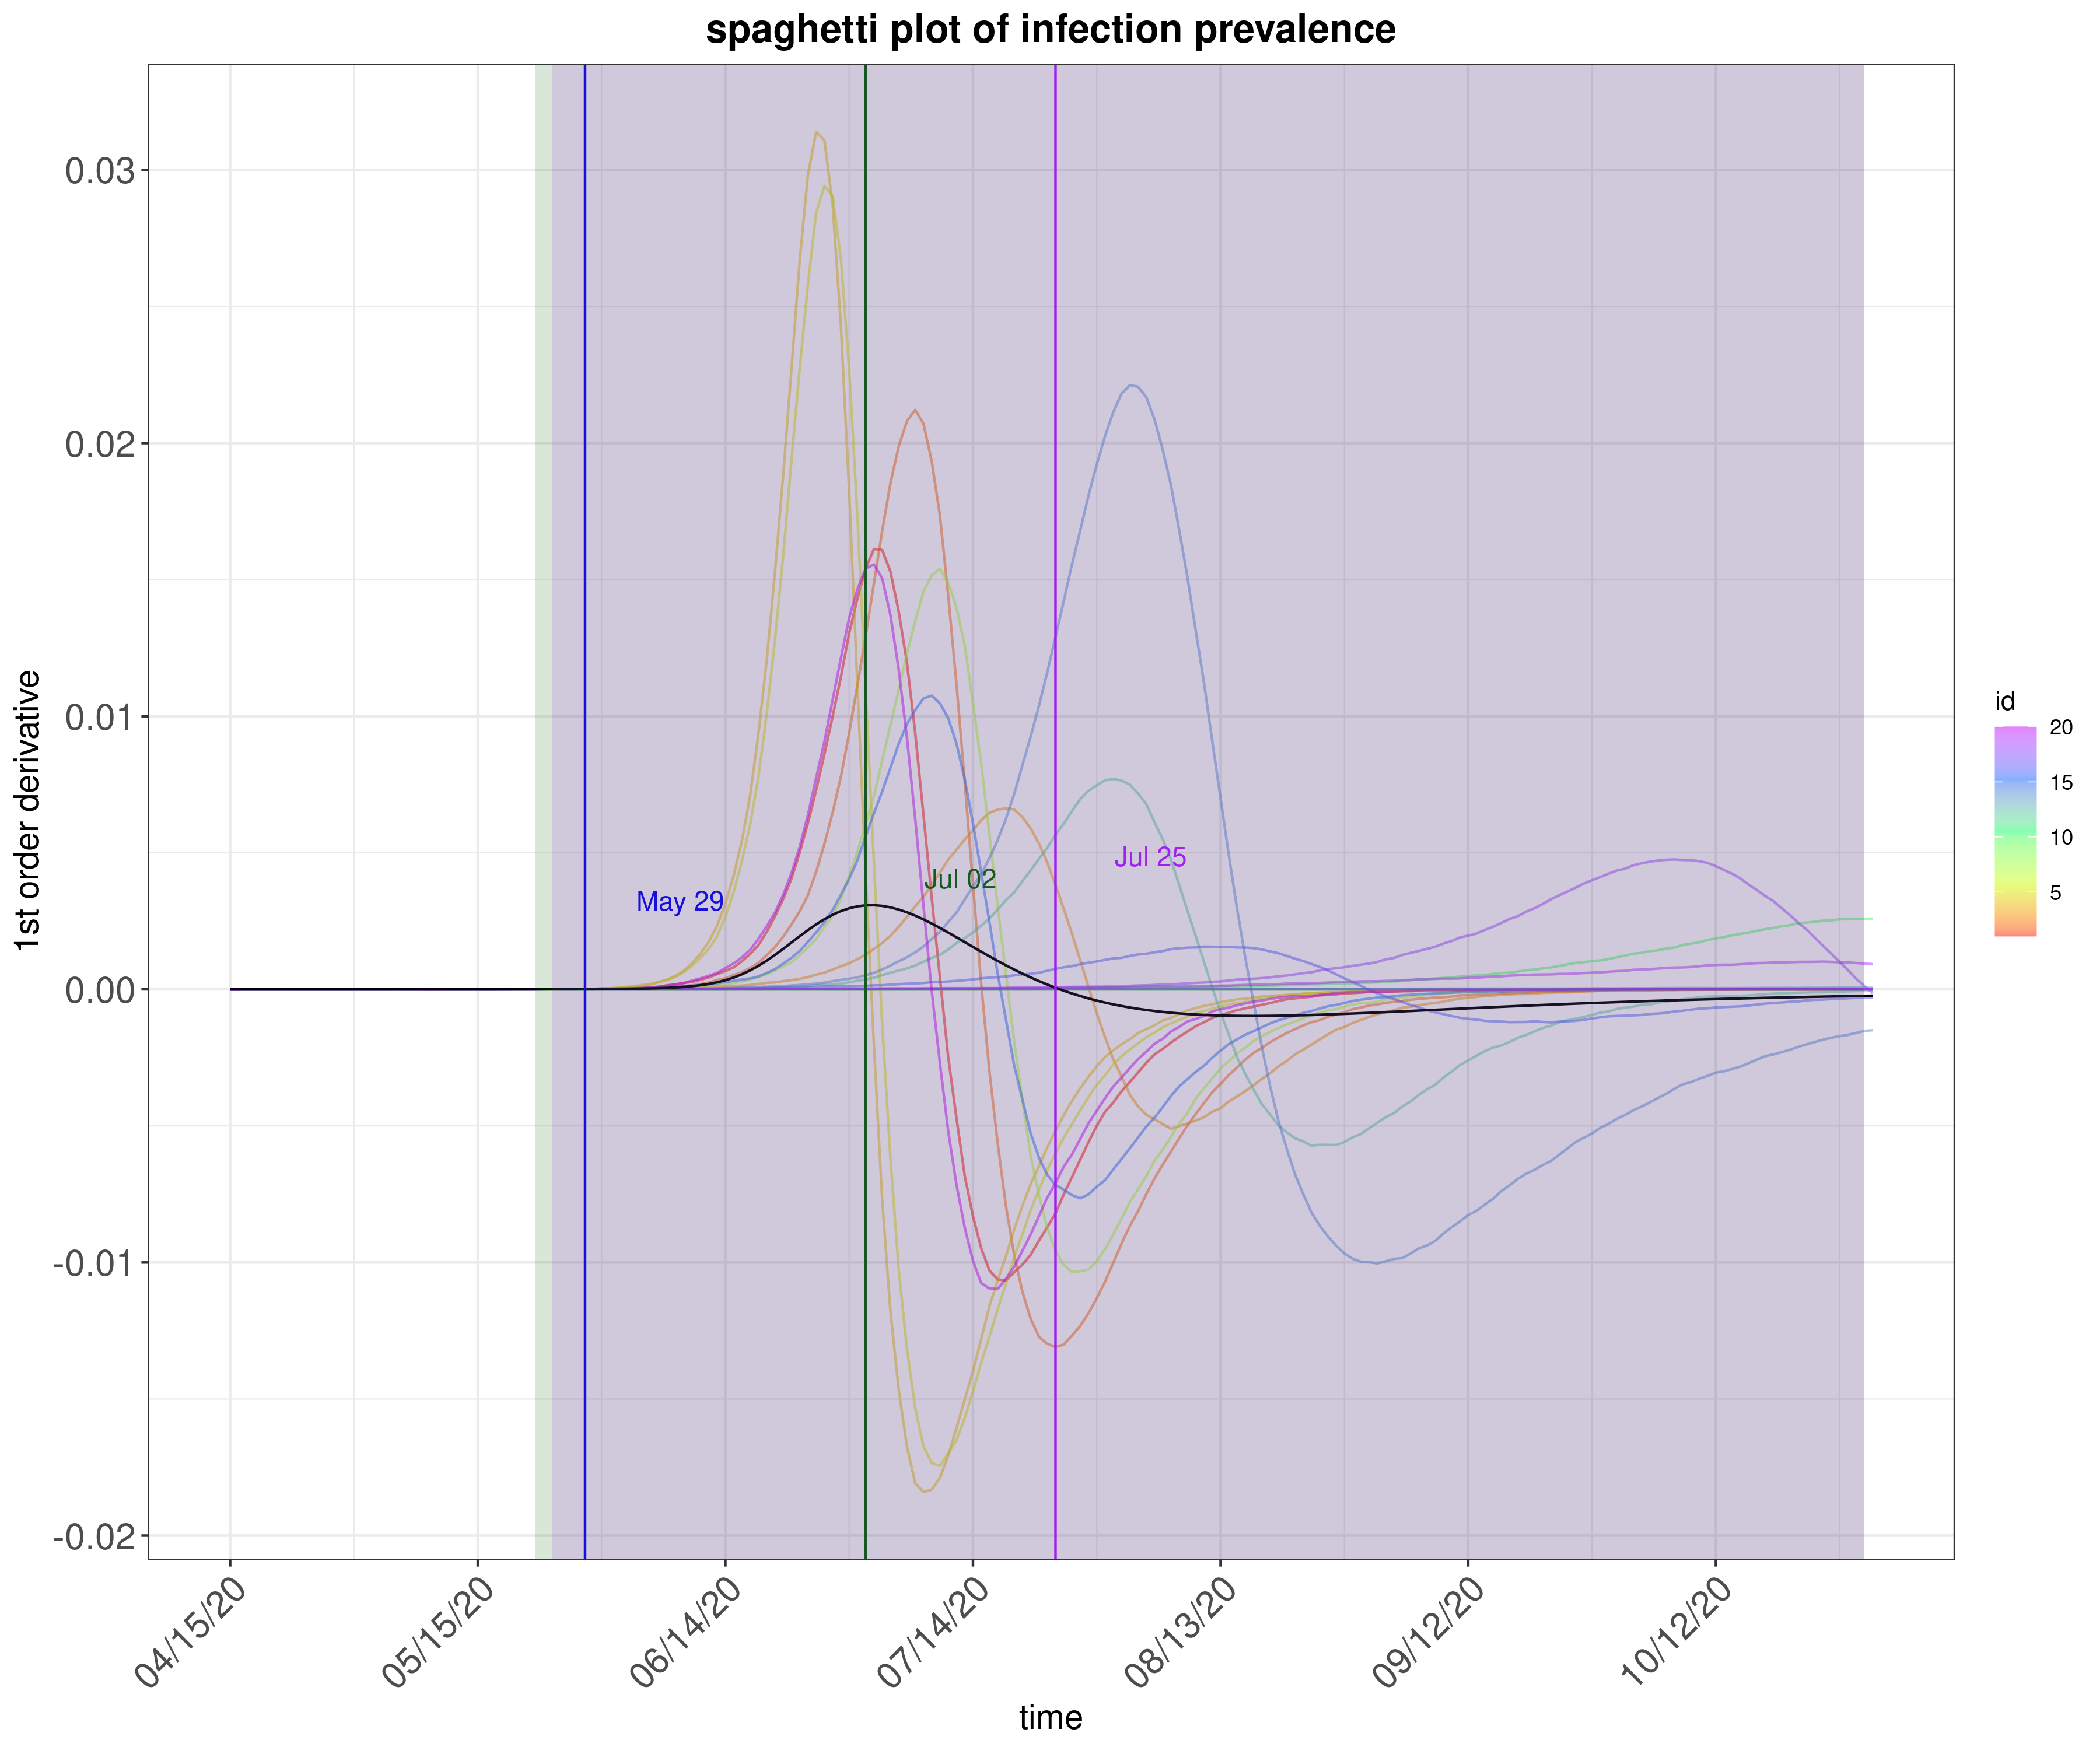 spaghetti plot of infection prevalence
0.03
0.02
0.01
0.00
-0.01
-0.02
1st order derivative
May 29
Jul 02
Jul 25
04/15/20
05/15/20
06/14/20
07/14/20
08/13/20
09/12/20
10/12/20
time
id
20
15
10
5